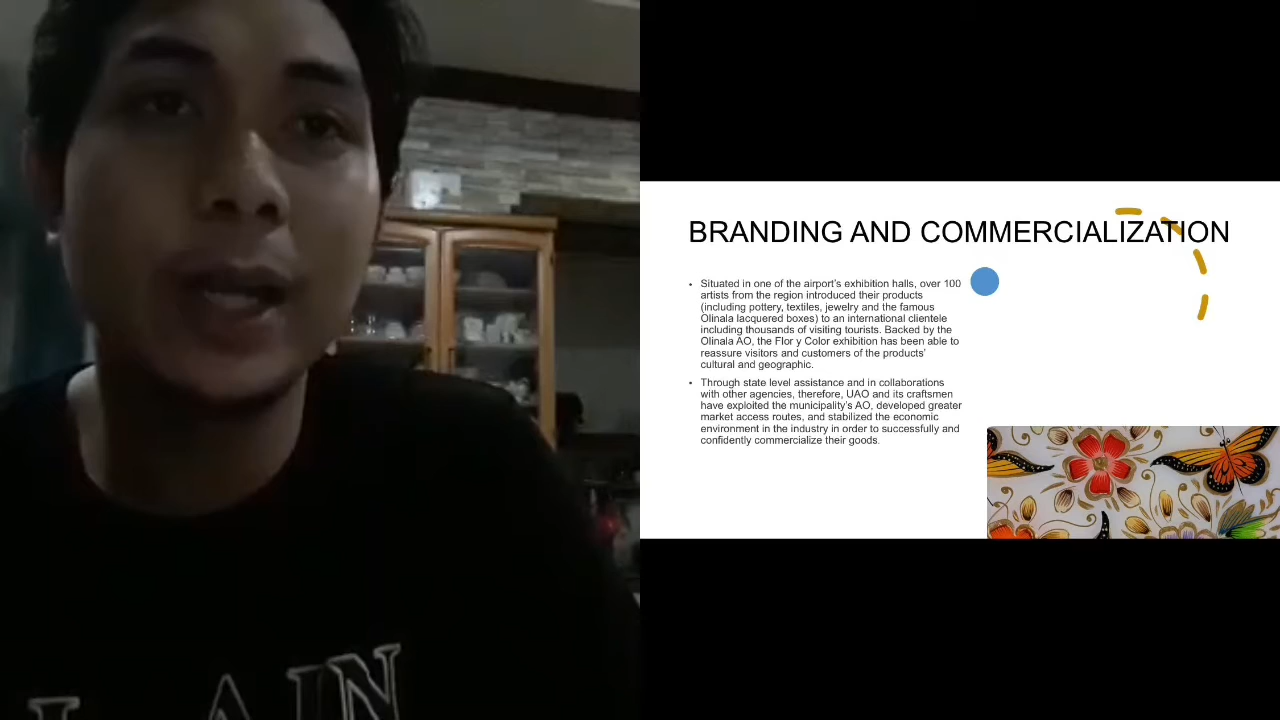 BRANDING AND COMMERCIALIZATION
• Situated in one of the airport's exhibition halls, over 100
artists from the region introduced their products
(including pottery, textiles, jewelry and the famous
Olinala lacquered boxes) to an international clientele
including thousands of visiting tourists. Backed by the
Olinala AO, the Flor y Color exhibition has been able to
reassure visitors and customers of the products'
cultural and geographic.
• Through state level assistance and in collaborations
with other agencies, therefore, UAO and its craftsmen
have exploited the municipality's AO, developed greater
market access routes, and stabilized the economic
environment in the industry in order to successfully and
confidently commercialize their goods.